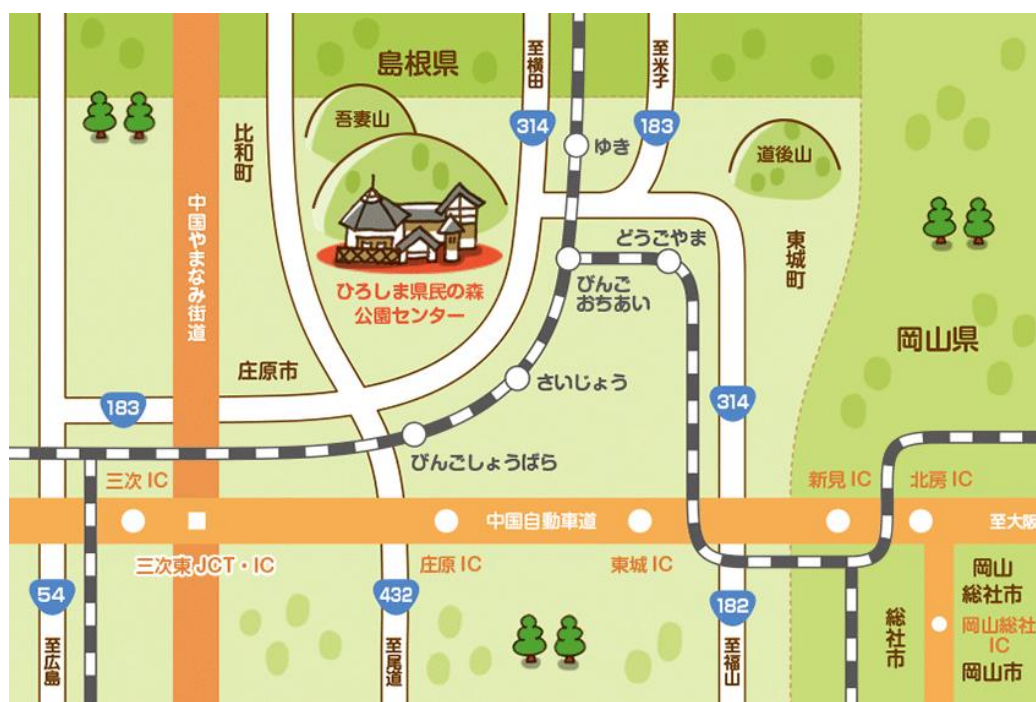 島根県
至横田
至米子
314
183
ゆき
吾妻山
道後山
比和町
中国やまなみ街道
どうごやま
東城町
びんご
おちあい
ひろしま県民の森
公園センター
岡山県
庄原市
さいじょう
183
314
びんごしょうばら
三次 IC
新見 IC
北房 IC
中国自動車道
至大阪
三次東 JCT・IC
庄原 IC
東城 IC
岡山
総社市
54
432
182
岡山総社
IC
総社市
岡山市
至広島
至尾道
至福山